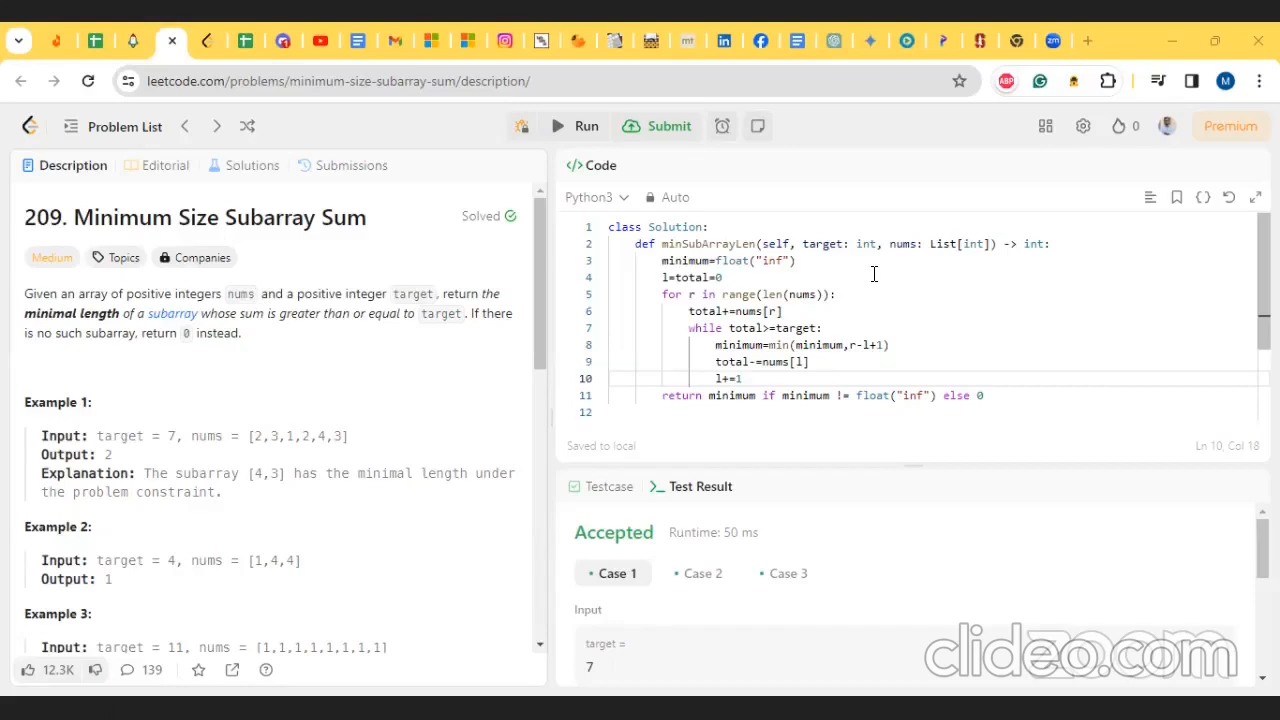 mt
zm
leetcode.com/problems/minimum-size-subarray-sum/description/
ABP
M
Problem List
Run
Submit
0
Premium
Description
Editorial
Solutions
Submissions
</> Code
209. Minimum Size Subarray Sum
Solved
Medium
Topics
Companies
Given an array of positive integers nums and a positive integer target, return the
minimal length of a subarray whose sum is greater than or equal to target. If there
is no such subarray, return 0 instead.
Example 1:
Input: target = 7, nums = [2,3,1,2,4,3]
Output: 2
Explanation: The subarray [4,3] has the minimal length under
the problem constraint.
Example 2:
Input: target = 4, nums = [1,4,4]
Output: 1
Example 3:
Input: target = 11, nums = [1,1,1,1,1,1,1,1]
12.3K
139
Python3
Auto
1 class Solution:
2 def minSubArrayLen(self, target: int, nums: List[int]) -> int:
3 minimum=float("inf")
4 l=total=0
5 for r in range(len(nums)):
6 total+=nums[r]
7 while total>=target:
8 minimum=min(minimum,r-l+1)
9 total-=nums[l]
10 l+=1
11 return minimum if minimum != float("inf") else 0
12
Saved to local
Ln 10, Col 18
Testcase
>_ Test Result
Accepted
Runtime: 50 ms
• Case 1
• Case 2
• Case 3
Input
target =
7
zoom
clideo.com